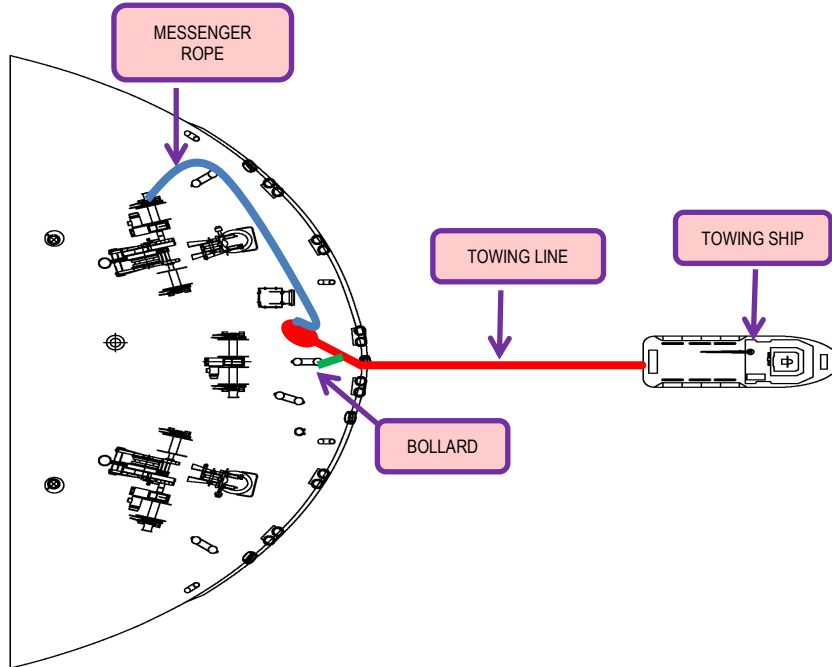 MESSENGER
ROPE
TOWING LINE
TOWING SHIP
BOLLARD